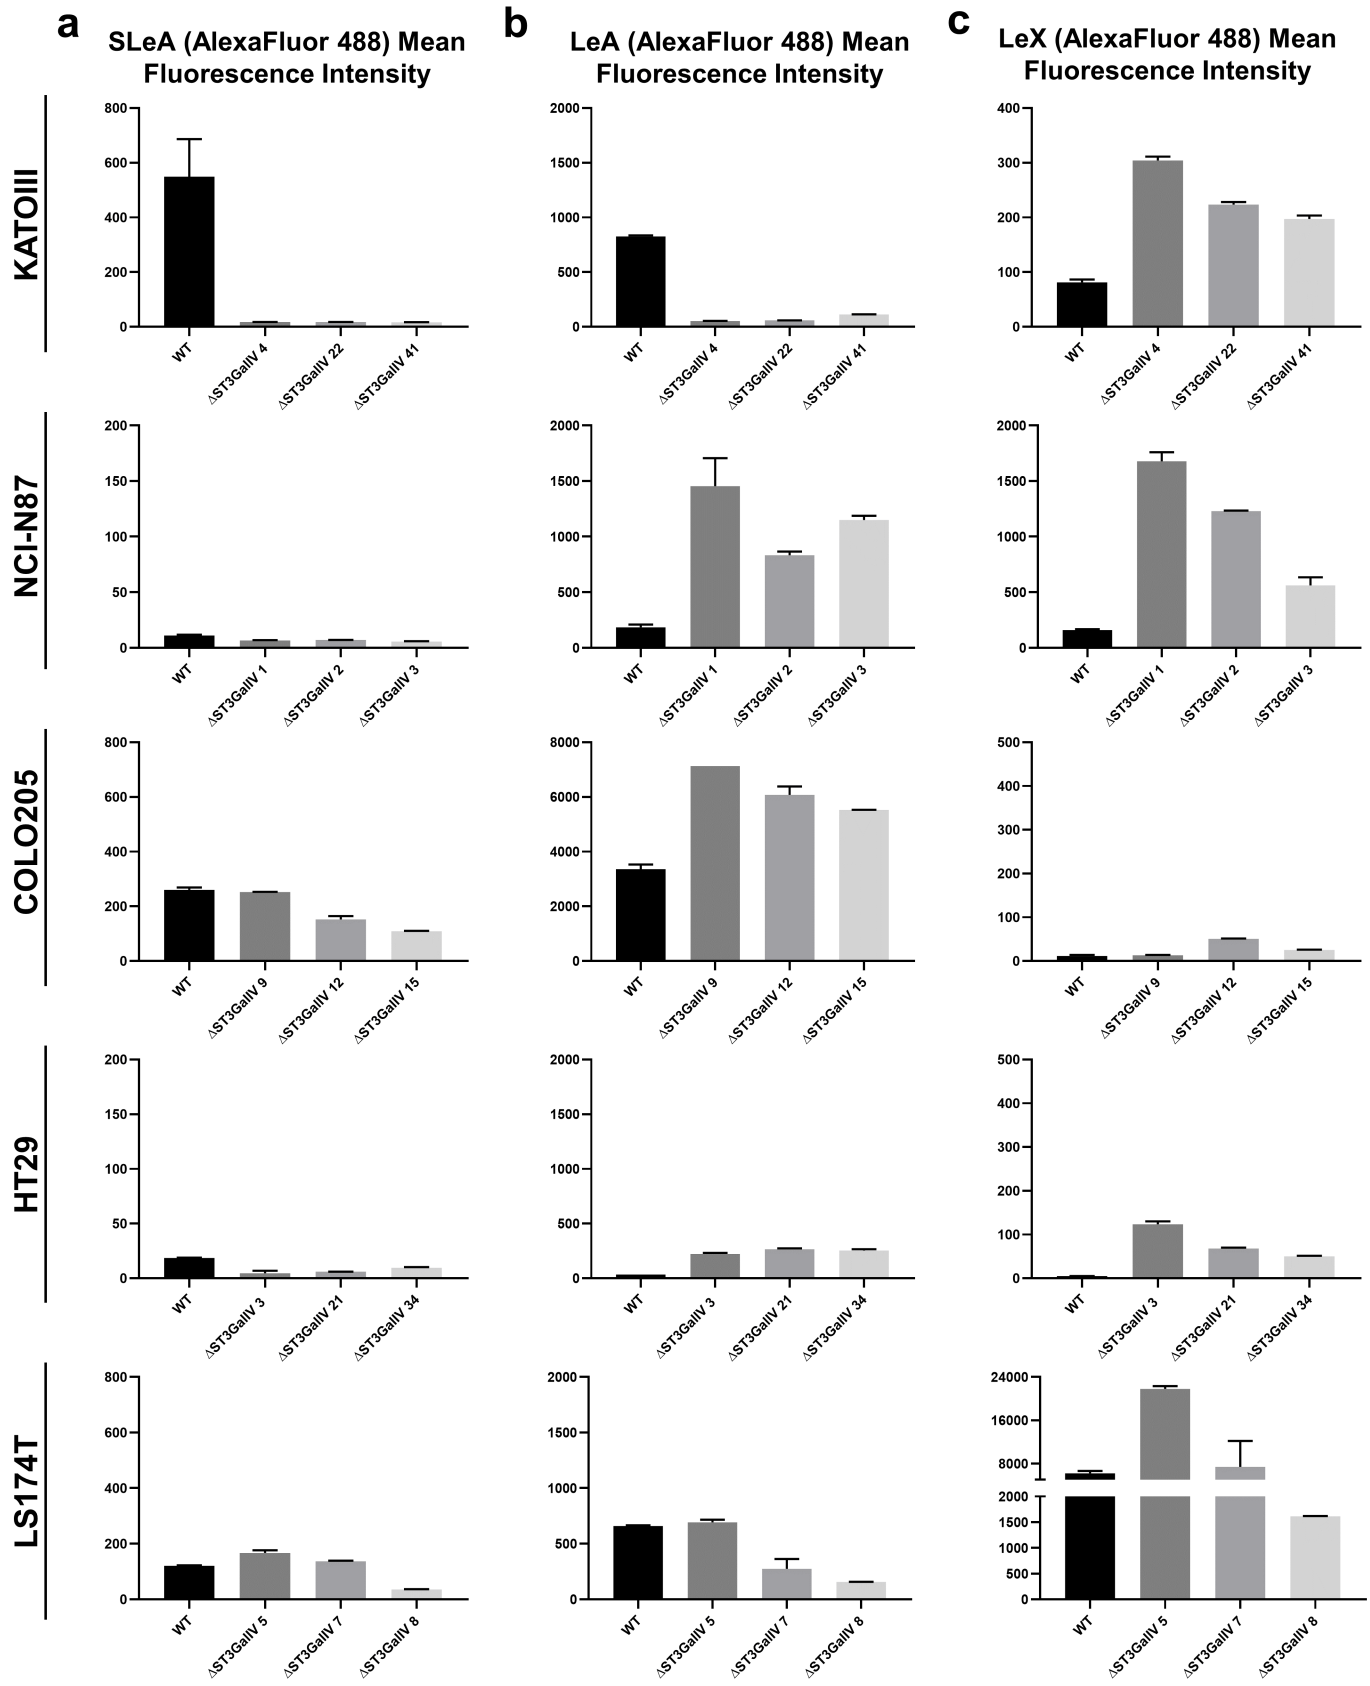 a
SLeA (AlexaFluor 488) Mean
Fluorescence Intensity
b
LeA (AlexaFluor 488) Mean
Fluorescence Intensity
c
LeX (AlexaFluor 488) Mean
Fluorescence Intensity
KATOIII
800
600
400
200
0
WT
ΔST3GalIV 4
ΔST3GalIV 22
ΔST3GalIV 41
2000
1500
1000
500
0
WT
ΔST3GalIV 4
ΔST3GalIV 22
ΔST3GalIV 41
400
300
200
100
0
WT
ΔST3GalIV 4
ΔST3GalIV 22
ΔST3GalIV 41
NCI-N87
200
150
100
50
0
WT
ΔST3GalIV 1
ΔST3GalIV 2
ΔST3GalIV 3
2000
1500
1000
500
0
WT
ΔST3GalIV 1
ΔST3GalIV 2
ΔST3GalIV 3
2000
1500
1000
500
0
WT
ΔST3GalIV 1
ΔST3GalIV 2
ΔST3GalIV 3
COLO205
800
600
400
200
0
WT
ΔST3GalIV 9
ΔST3GalIV 12
ΔST3GalIV 15
8000
6000
4000
2000
0
WT
ΔST3GalIV 9
ΔST3GalIV 12
ΔST3GalIV 15
500
400
300
200
100
0
WT
ΔST3GalIV 9
ΔST3GalIV 12
ΔST3GalIV 15
HT29
200
150
100
50
0
WT
ΔST3GalIV 3
ΔST3GalIV 21
ΔST3GalIV 34
2000
1500
1000
500
0
WT
ΔST3GalIV 3
ΔST3GalIV 21
ΔST3GalIV 34
500
400
300
200
100
0
WT
ΔST3GalIV 3
ΔST3GalIV 21
ΔST3GalIV 34
LS174T
800
600
400
200
0
WT
ΔST3GalIV 5
ΔST3GalIV 7
ΔST3GalIV 8
2000
1500
1000
500
0
WT
ΔST3GalIV 5
ΔST3GalIV 7
ΔST3GalIV 8
24000
16000
8000
2000
1500
1000
500
0
WT
ΔST3GalIV 5
ΔST3GalIV 7
ΔST3GalIV 8